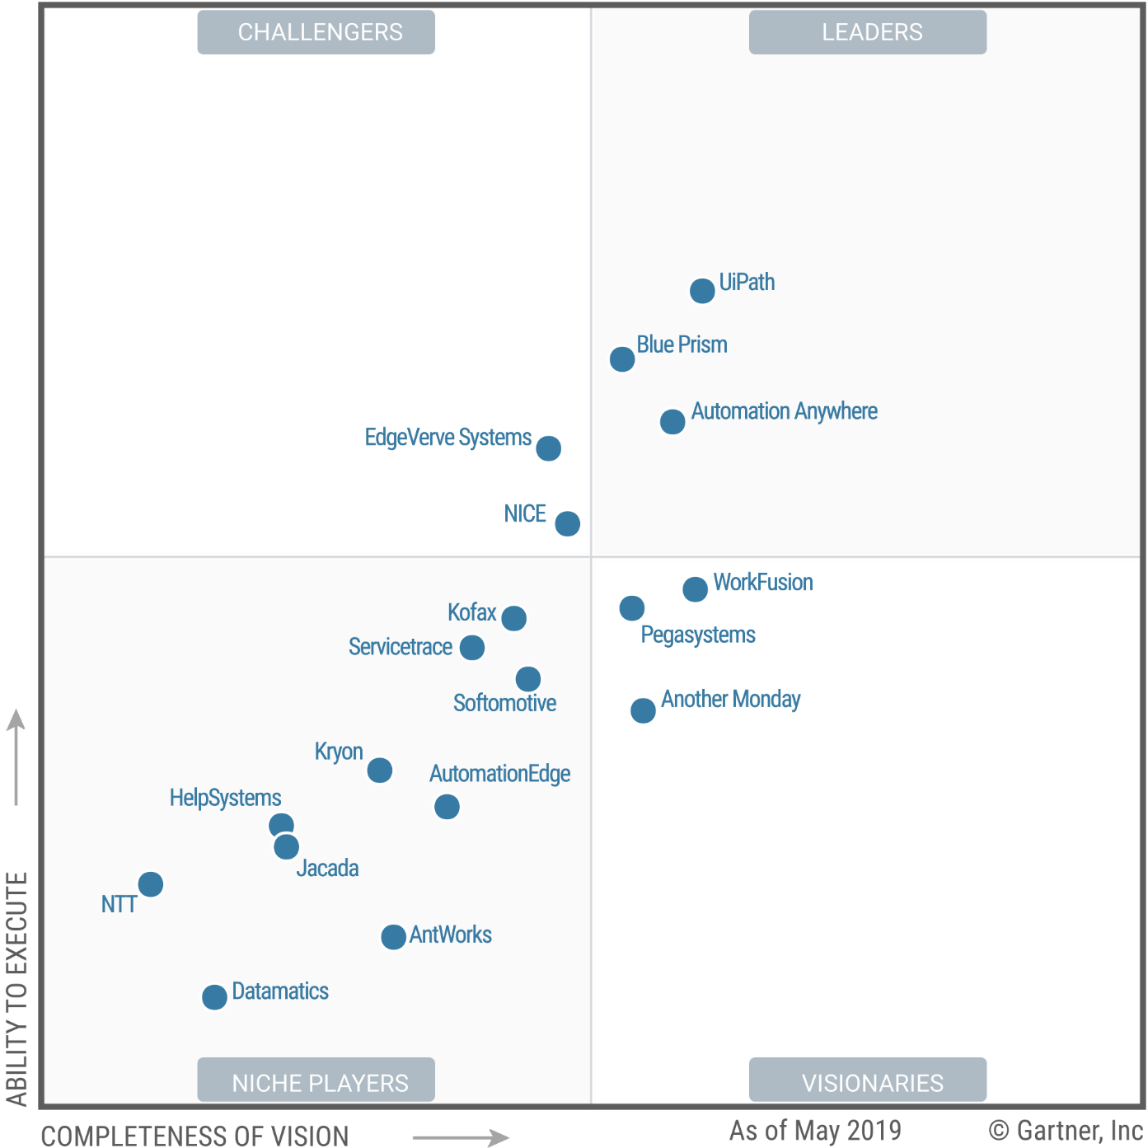 CHALLENGERS
LEADERS
UiPath
Blue Prism
Automation Anywhere
EdgeVerve Systems
NICE
WorkFusion
Kofax
Pegasystems
Servicetrace
Softomotive
Another Monday
Kryon
AutomationEdge
HelpSystems
Jacada
NTT
AntWorks
Datamatics
NICHE PLAYERS
VISIONARIES
ABILITY TO EXECUTE
COMPLETENESS OF VISION
As of May 2019
© Gartner, Inc